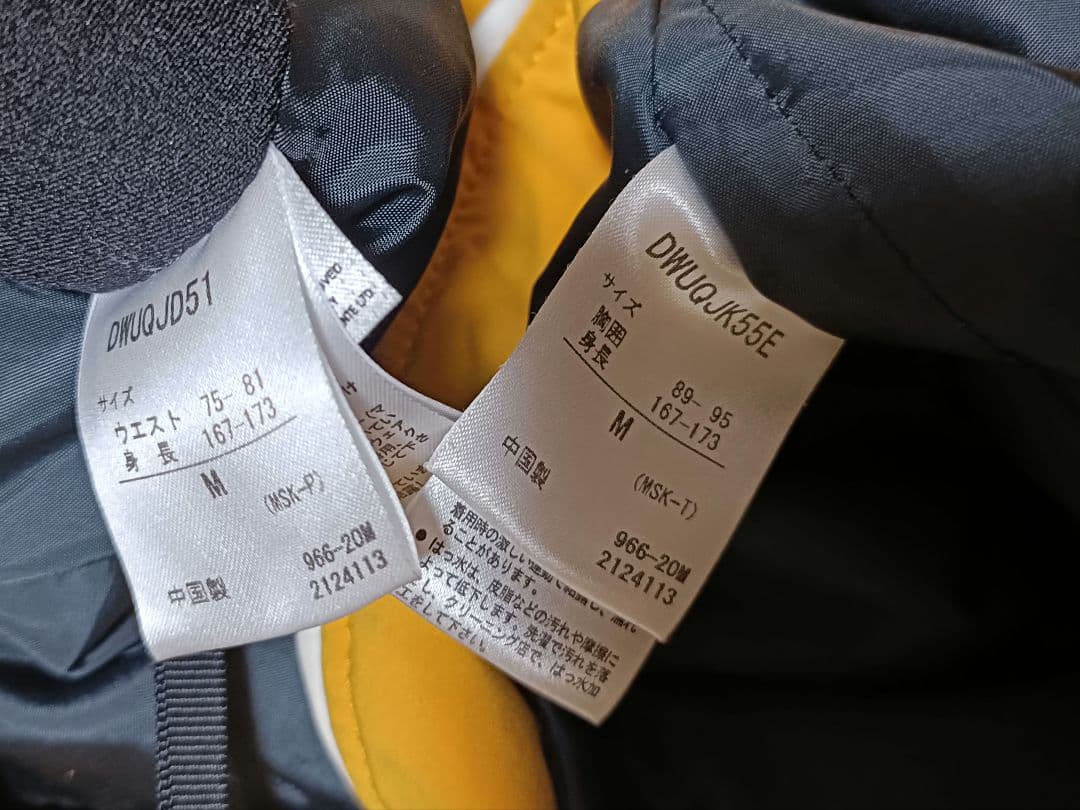 DWUQJD51
サイズ
ウエスト 75-81
身長 167-173
M
(MSK-P)
966-20M
中国製 2124113
DWUQJK55E
サイズ
胸囲 89-95
身長 167-173
M
中国製 (MSK-T)
966-20M
2124113
着用時の激しい
ることがあります。
● はっ水は、皮脂などの汚れや摩擦に
よって低下します。洗濯で汚れを落
とし、クリーニング店で、はっ水加
工をして下さい。